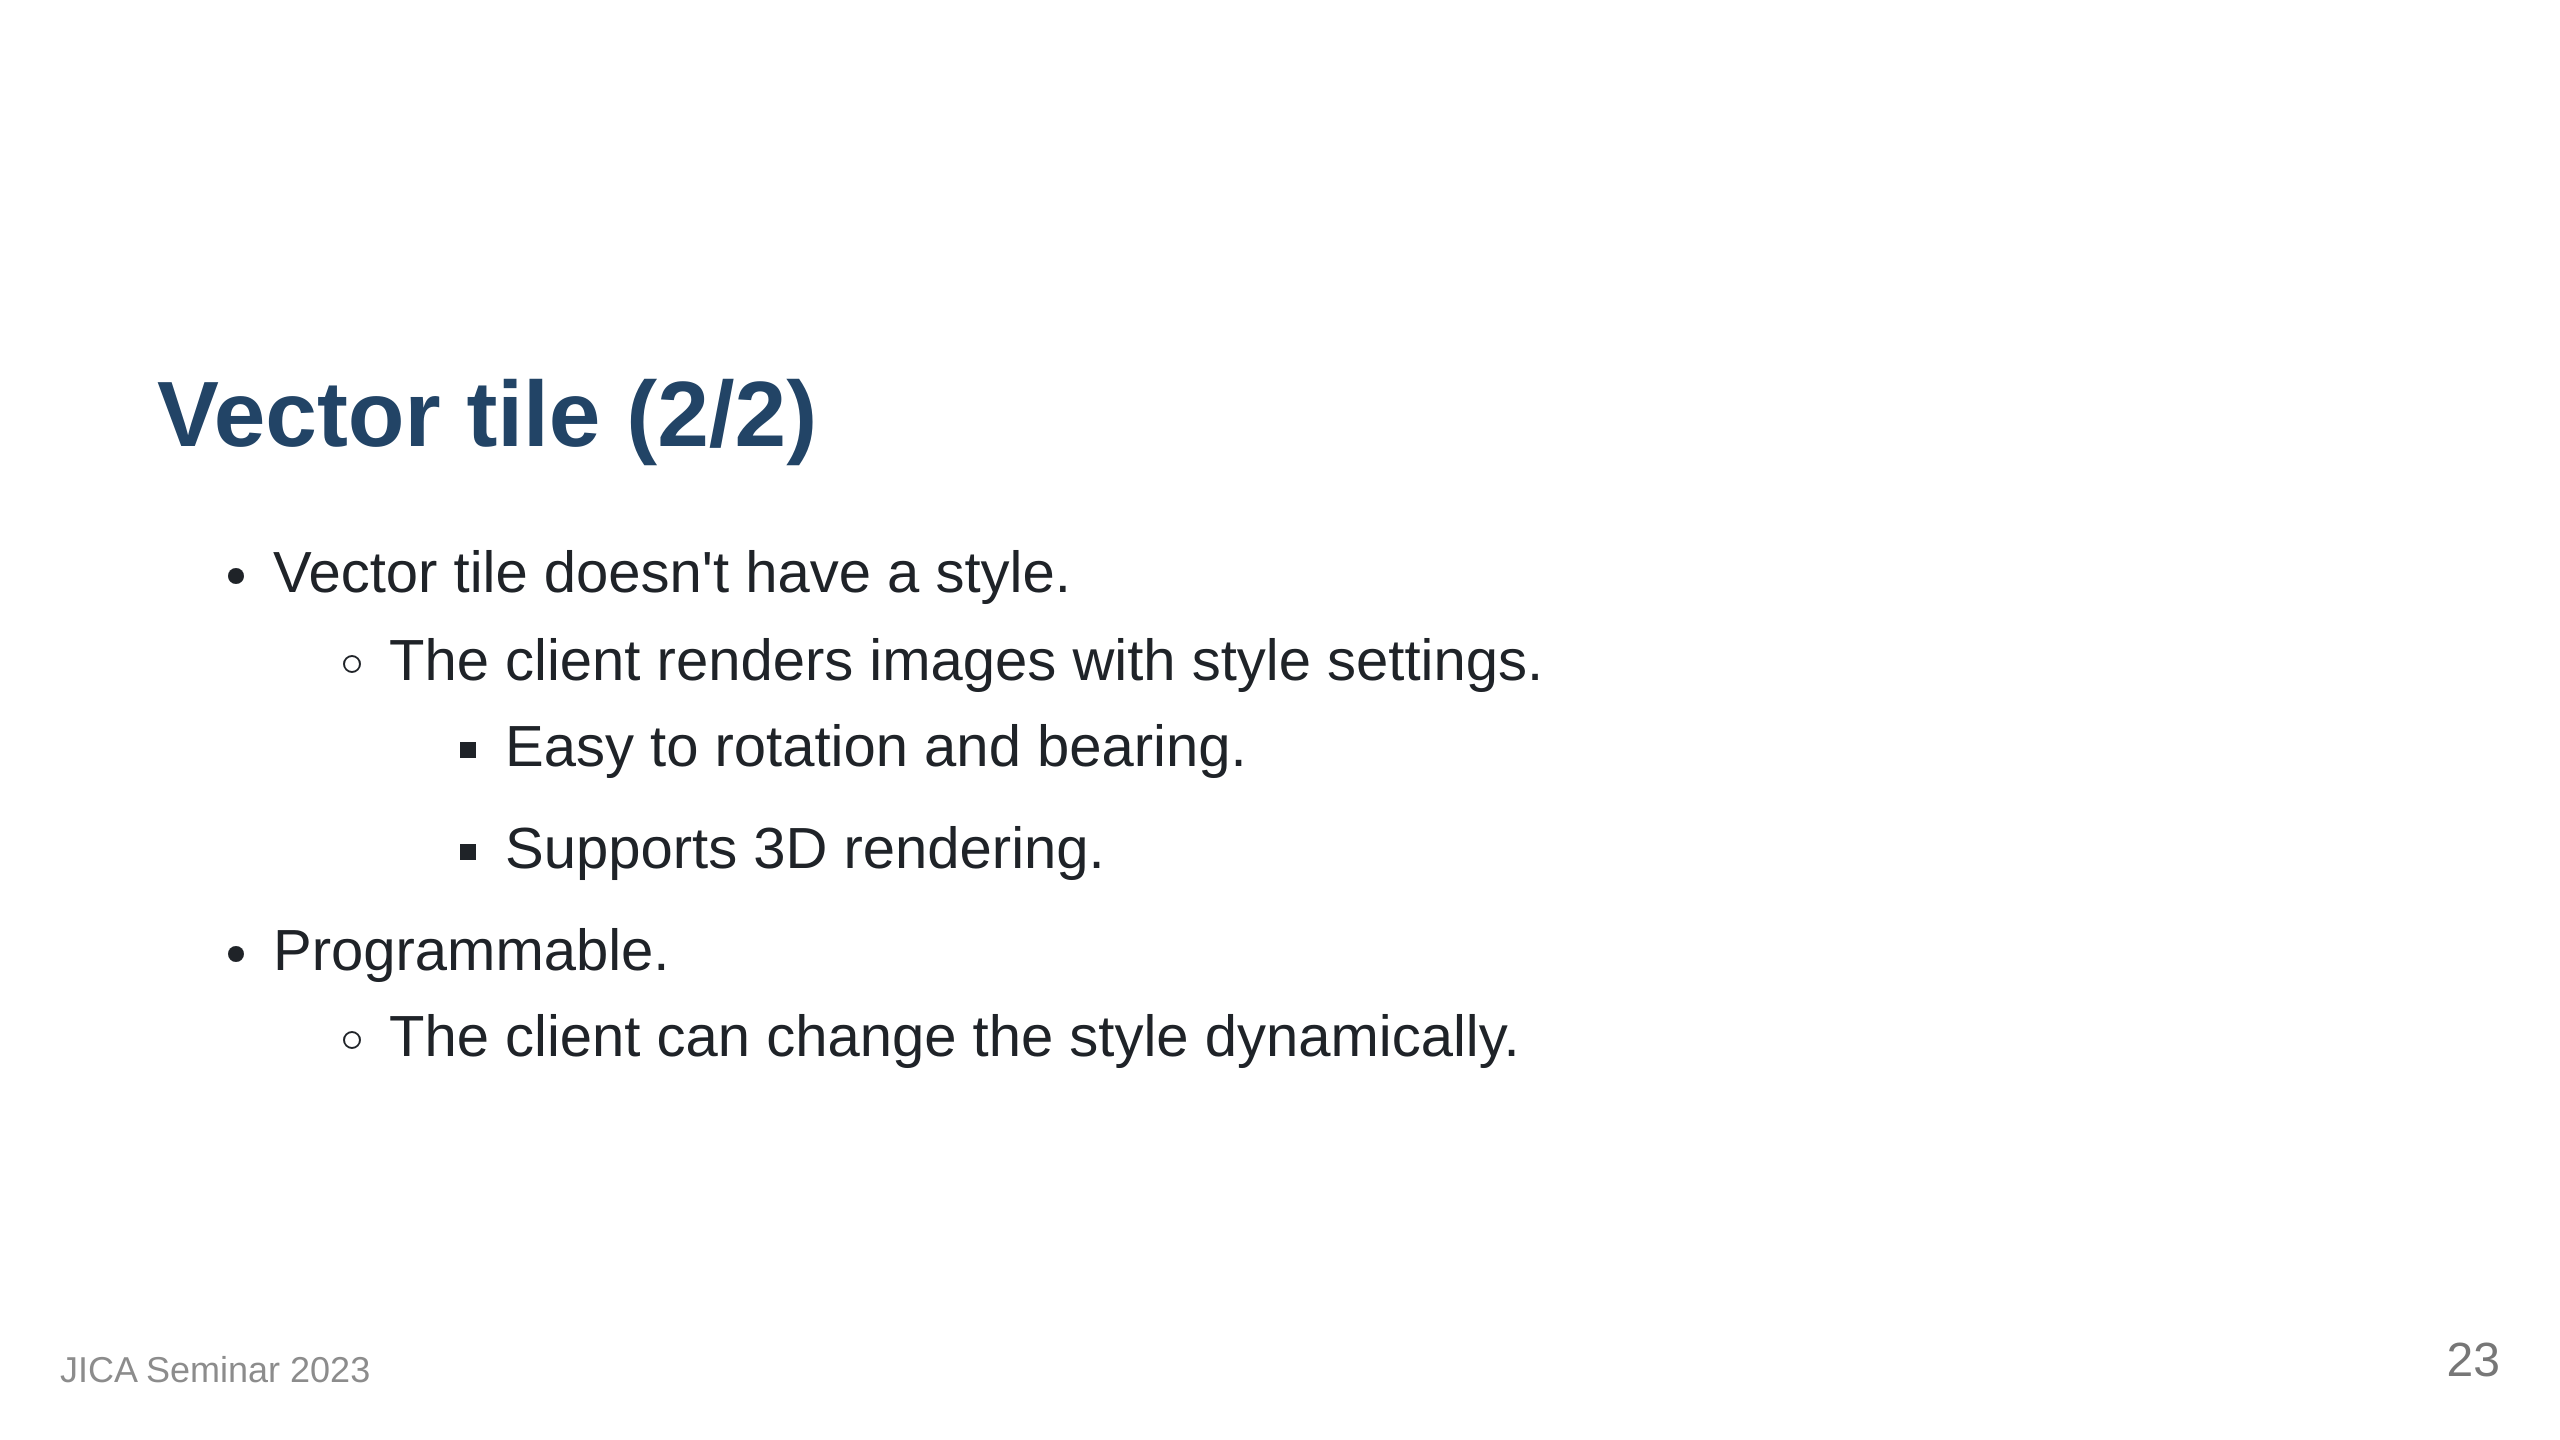 Vector tile (2/2)
Vector tile doesn't have a style.
The client renders images with style settings.
Easy to rotation and bearing.
Supports 3D rendering.
Programmable.
The client can change the style dynamically.
JICA Seminar 2023
23